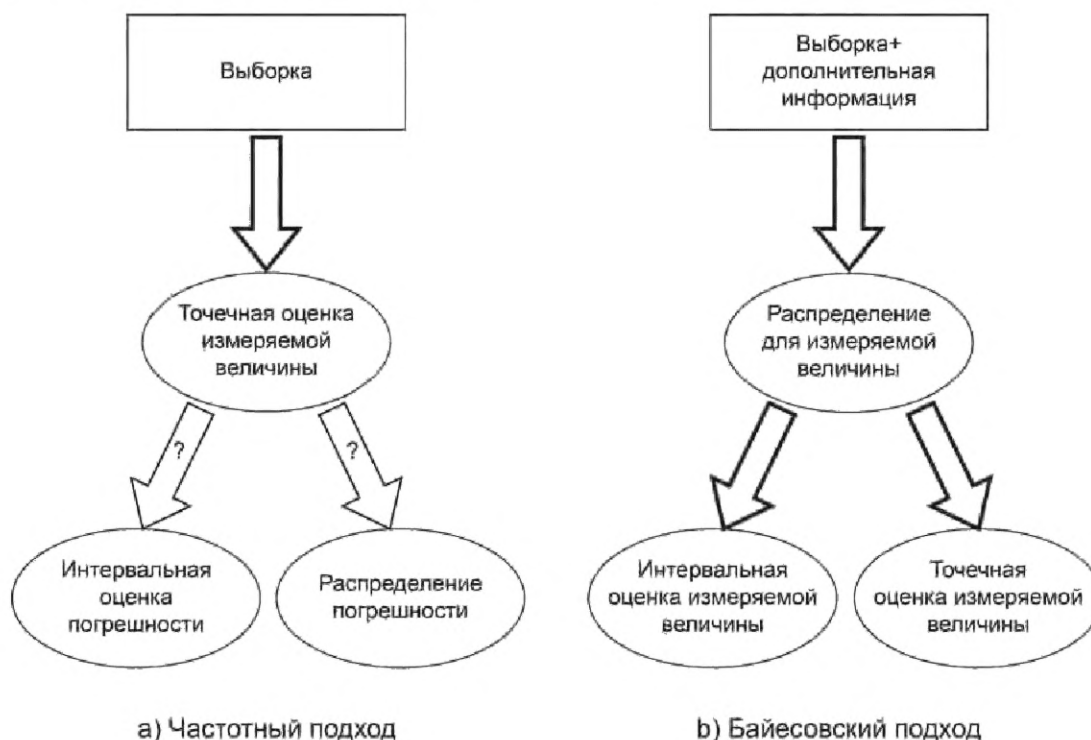 Выборка
Точечная оценка
измеряемой
величины
?
?
Интервальная
оценка
погрешности
Распределение
погрешности
а) Частотный подход
Выборка+
дополнительная
информация
Распределение
для измеряемой
величины
Интервальная
оценка измеряемой
величины
Точечная
оценка измеряемой
величины
b) Байесовский подход